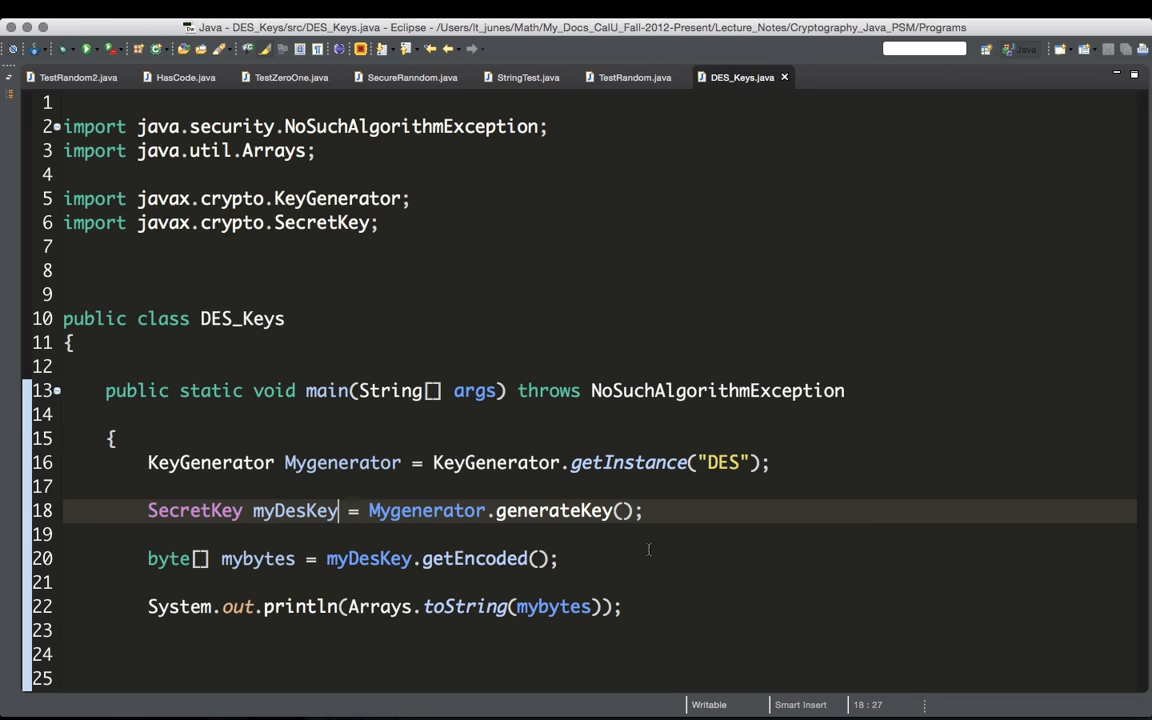 Java - DES_Keys/src/DES_Keys.java - Eclipse - /Users/lt_junes/Math/My_Docs_CalU_Fall-2012-Present/Lecture_Notes/Cryptography_Java_PSM/Programs
Java
TestRandom2.java HasCode.java TestZeroOne.java SecureRanndom.java StringTest.java TestRandom.java DES_Keys.java
1
2 import java.security.NoSuchAlgorithmException;
3 import java.util.Arrays;
4
5 import javax.crypto.KeyGenerator;
6 import javax.crypto.SecretKey;
7
8
9
10 public class DES_Keys
11 {
12
13 public static void main(String[] args) throws NoSuchAlgorithmException
14
15 {
16 KeyGenerator Mygenerator = KeyGenerator.getInstance("DES");
17
18 SecretKey myDesKey = Mygenerator.generateKey();
19
20 byte[] mybytes = myDesKey.getEncoded();
21
22 System.out.println(Arrays.toString(mybytes));
23
24
25
Writable Smart Insert 18 : 27